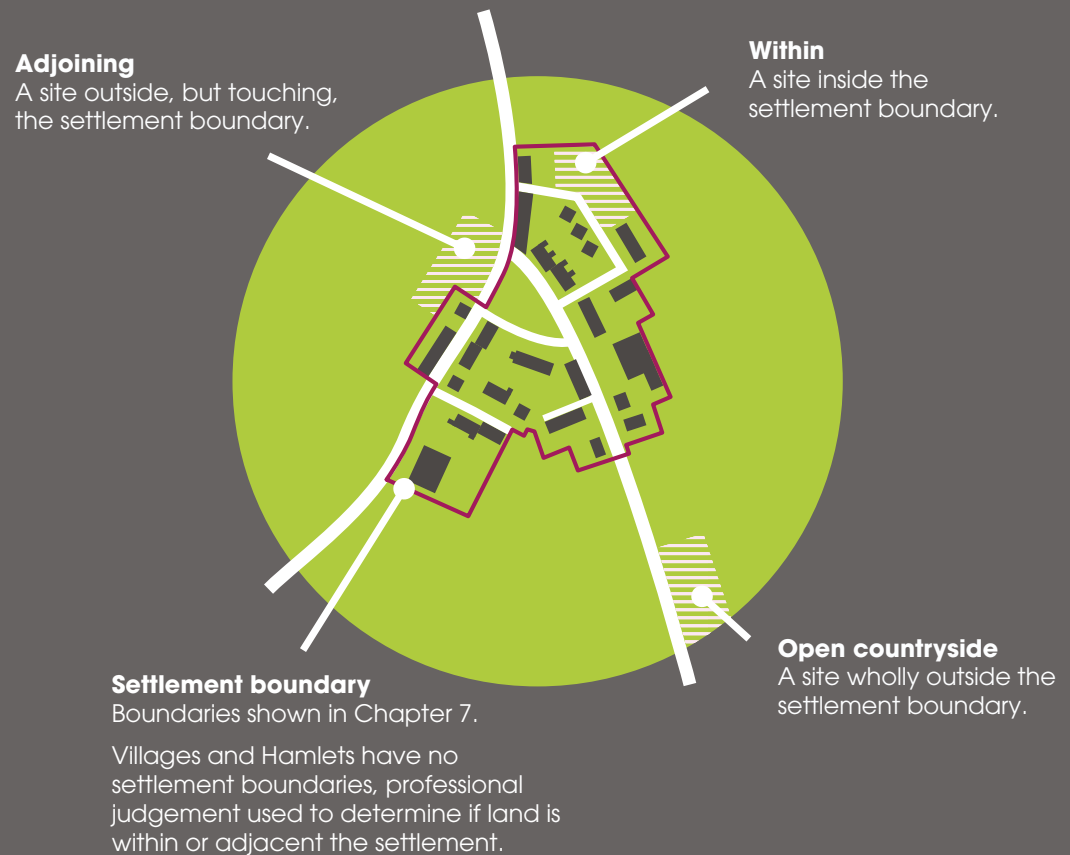 Adjoining
A site outside, but touching,
the settlement boundary.
Within
A site inside the
settlement boundary.
Settlement boundary
Boundaries shown in Chapter 7.
Villages and Hamlets have no
settlement boundaries, professional
judgement used to determine if land is
within or adjacent the settlement.
Open countryside
A site wholly outside the
settlement boundary.